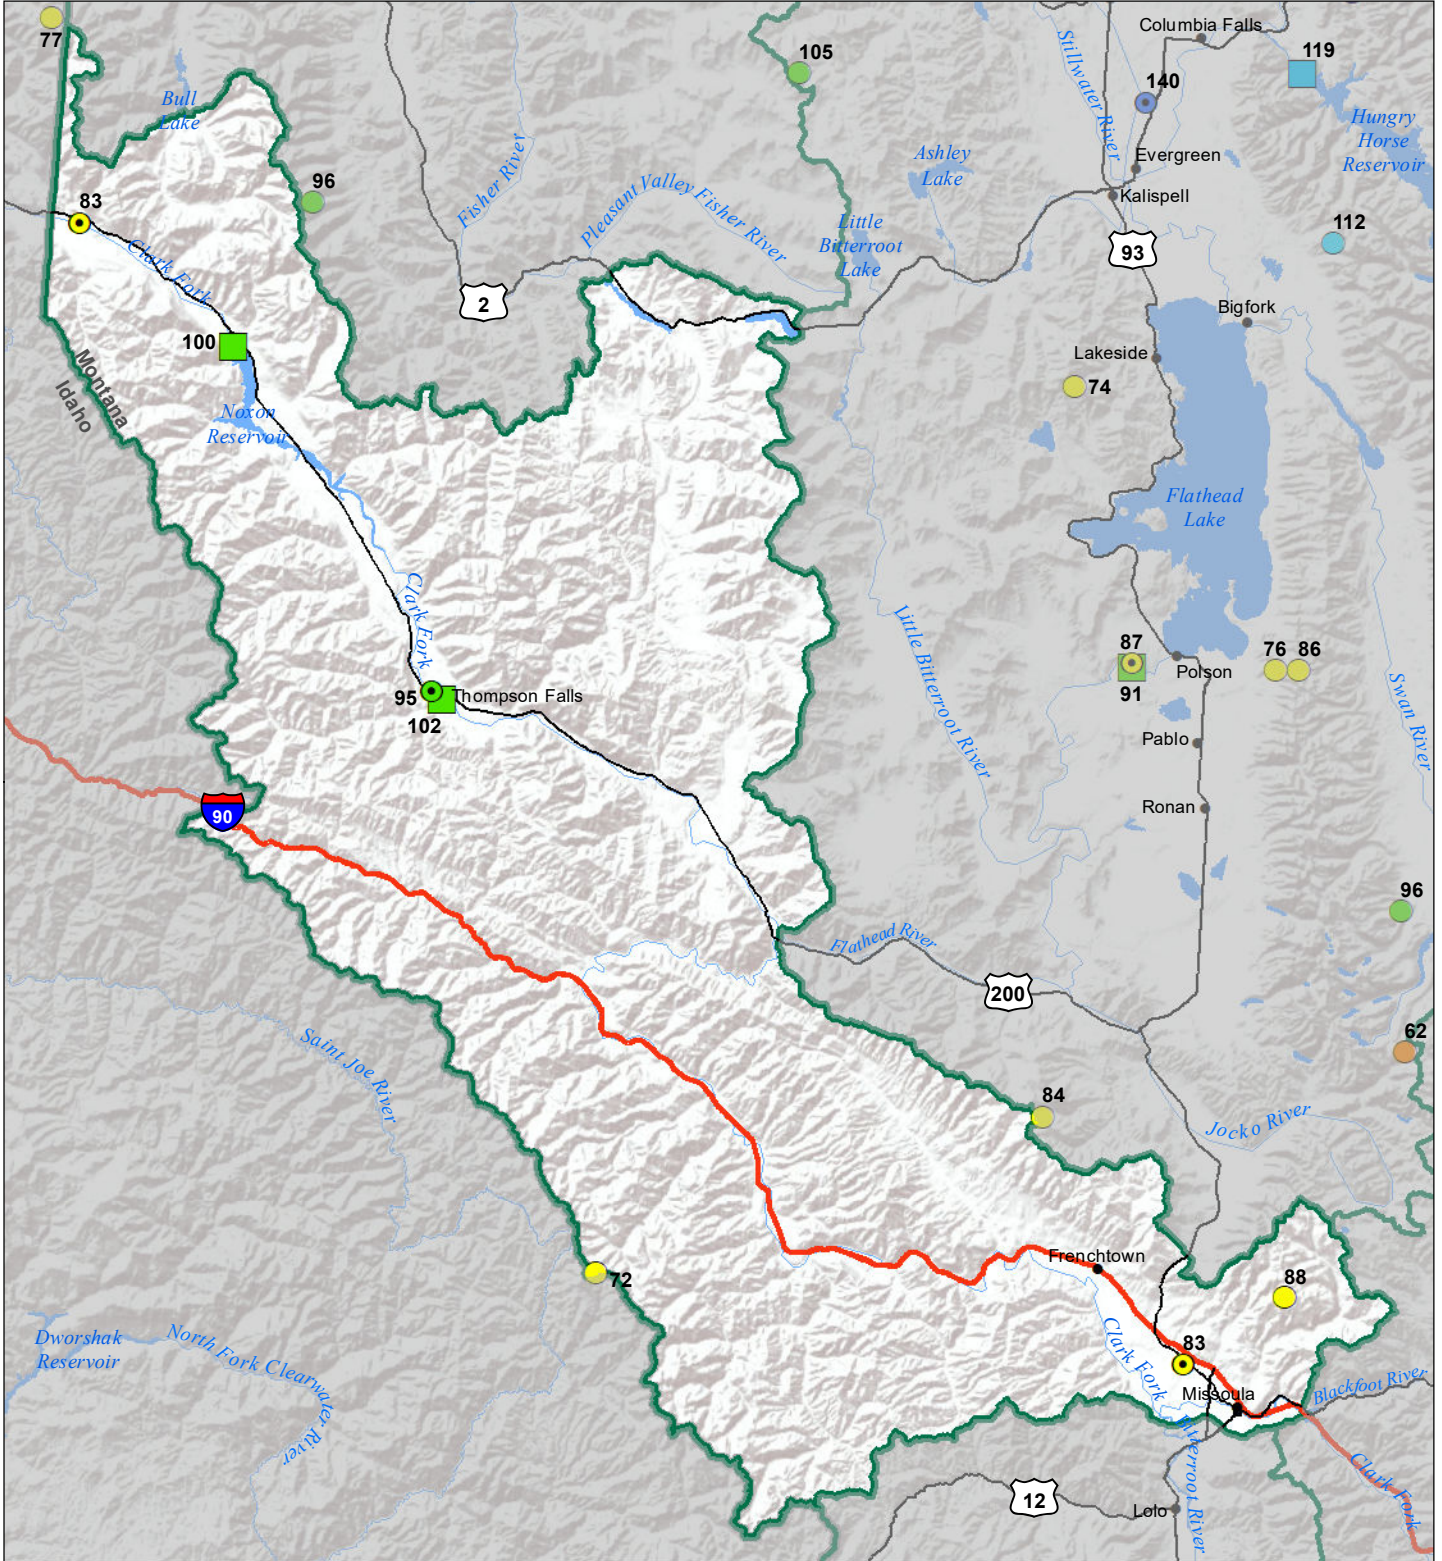 77
Bull
Lake
105
Columbia Falls
119
Stillwater River
140
Hungry
Horse
Reservoir
Fisher River
Ashley
Lake
Evergreen
96
Pleasant Valley Fisher River
Kalispell
83
Little
Bitterroot
Lake
112
93
Clark Fork
2
Bigfork
100
Lakeside
74
Montana
Idaho
Noxon
Reservoir
Flathead
Lake
Clark Fork
Little Bitterroot River
87
76
86
Polson
Swan River
95
Thompson Falls
91
102
Pablo
90
Ronan
96
Flathead River
200
Saint Joe River
62
84
Jocko River
Frenchtown
72
88
Dworshak
Reservoir
North Fork Clearwater
River
Clark Fork
83
Missoula
Blackfoot River
Bitterroot River
Clark Fork
12
Lolo